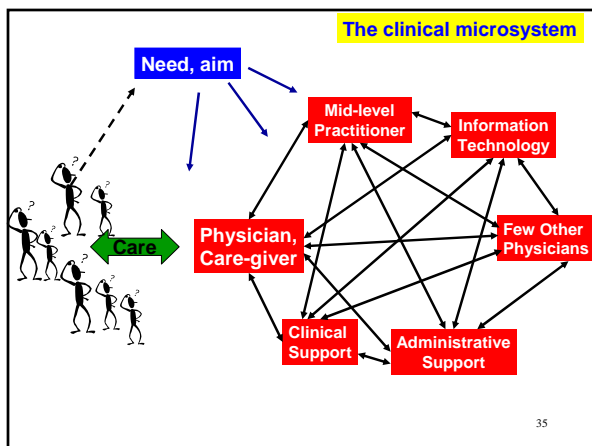 The clinical microsystem
Need, aim
Mid-level
Practitioner
Information
Technology
?
?
?
?
?
?
?
Care
Physician,
Care-giver
Few Other
Physicians
Clinical
Support
Administrative
Support
35